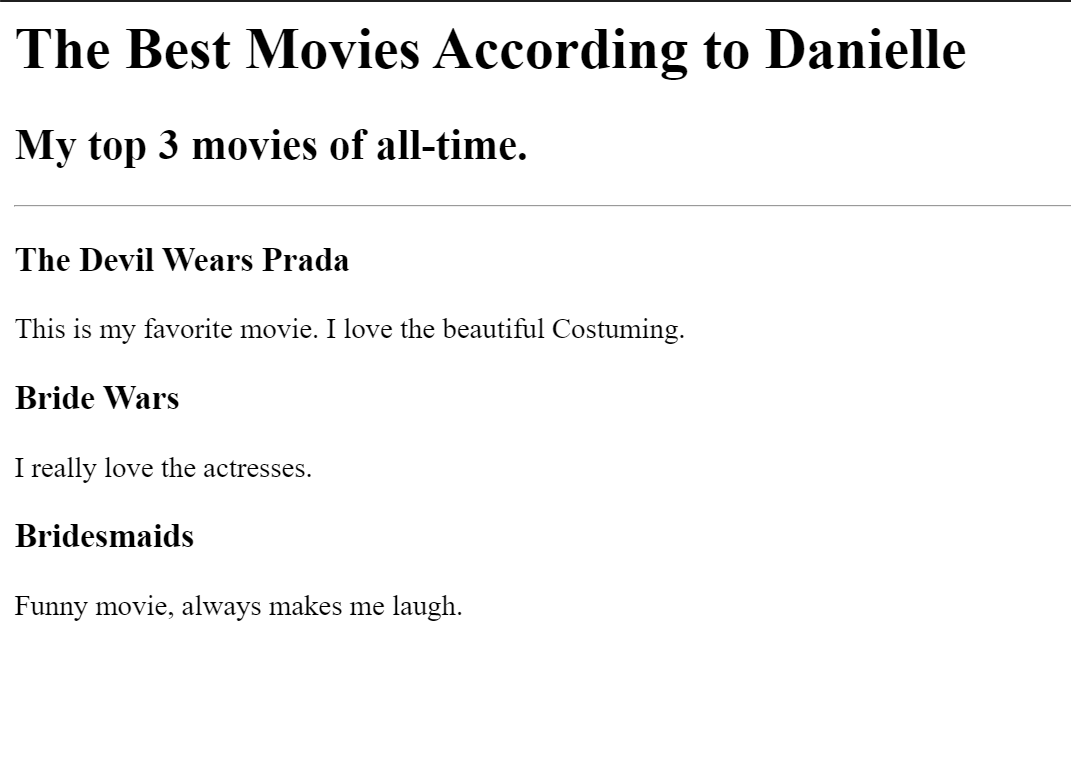 The Best Movies According to Danielle
My top 3 movies of all-time.
The Devil Wears Prada
This is my favorite movie. I love the beautiful Costuming.
Bride Wars
I really love the actresses.
Bridesmaids
Funny movie, always makes me laugh.